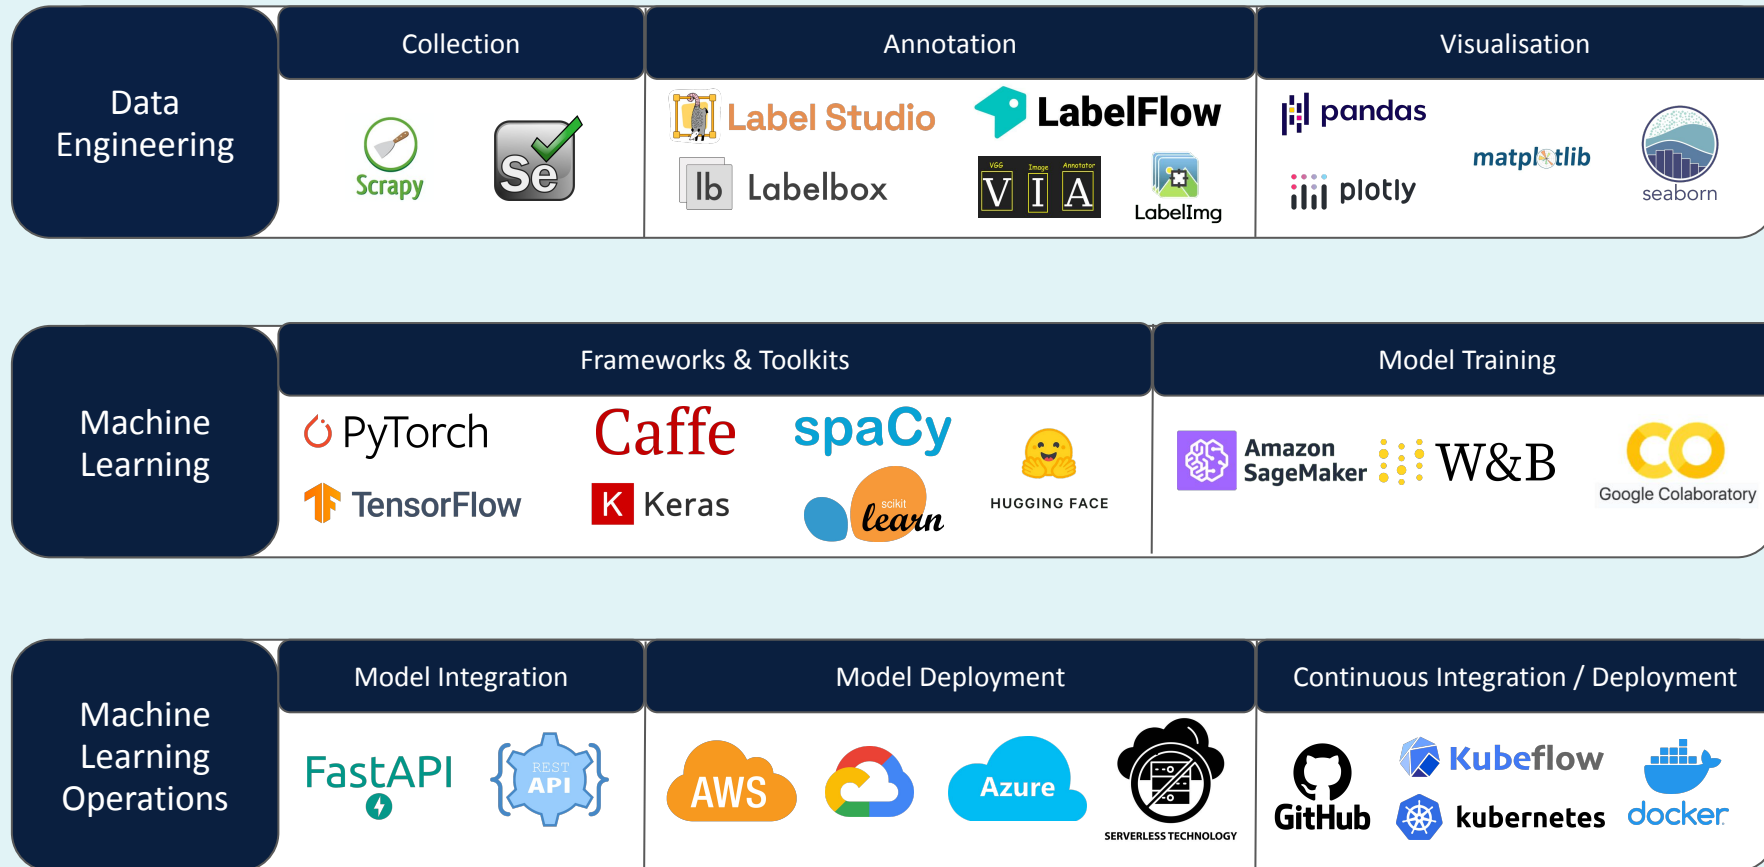 Data
Engineering
Collection
Annotation
Visualisation
Scrapy
Se
Label Studio
LabelFlow
lb Labelbox
VGG Image Annotator
V I A
LabelImg
pandas
matplotlib
plotly
seaborn
Machine
Learning
Frameworks & Toolkits
Model Training
PyTorch
Caffe
spaCy
TensorFlow
K Keras
scikit
learn
HUGGING FACE
Amazon
SageMaker
W&B
Google Colaboratory
Machine
Learning
Operations
Model Integration
Model Deployment
Continuous Integration / Deployment
FastAPI
REST
API
AWS
Azure
SERVERLESS TECHNOLOGY
GitHub
Kubeflow
kubernetes
docker